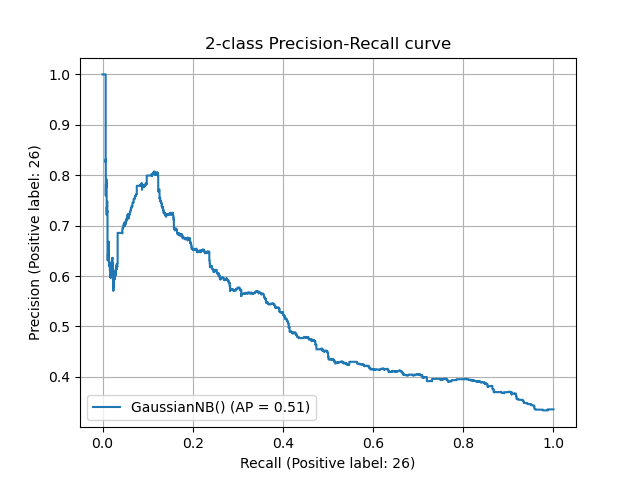 2-class Precision-Recall curve
1.0
0.9
0.8
0.7
0.6
0.5
0.4
Precision (Positive label: 26)
GaussianNB() (AP = 0.51)
0.0 0.2 0.4 0.6 0.8 1.0
Recall (Positive label: 26)